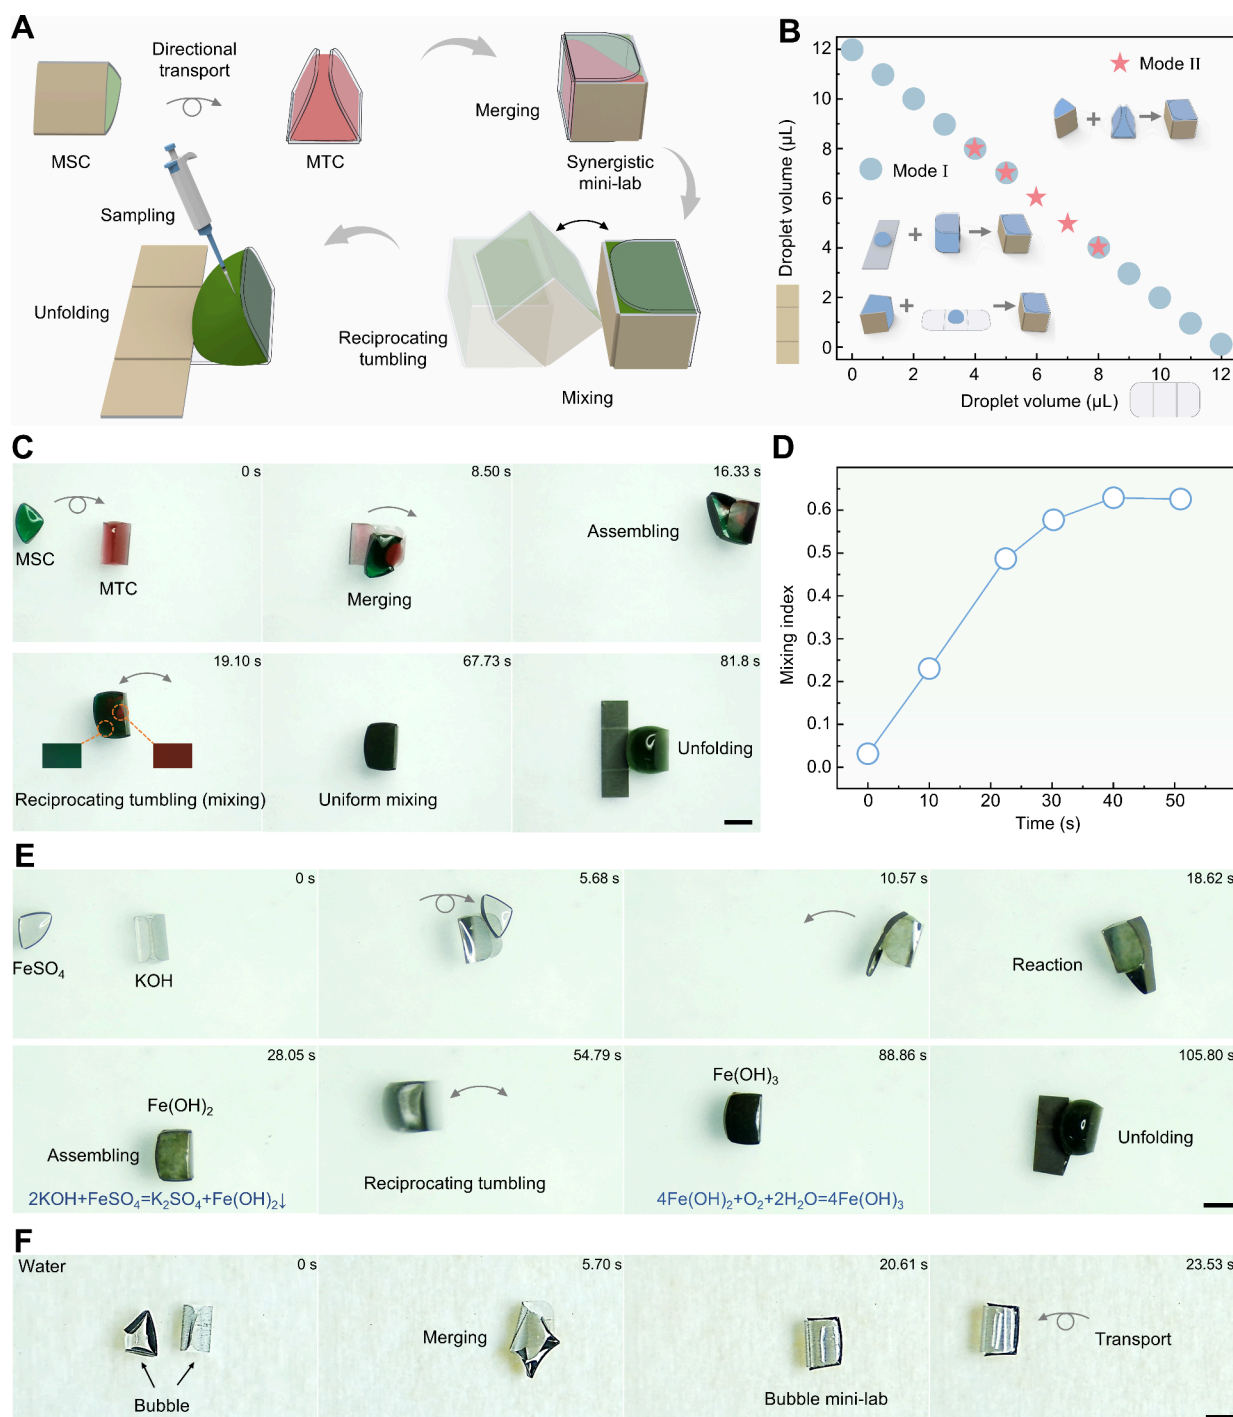 A
Directional
transport
MSC
MTC
Merging
Synergistic
mini-lab
Sampling
Unfolding
Reciprocating
tumbling
Mixing
B
Droplet volume (µL)
12
10
8
6
4
2
0
Mode II
Mode I
0
2
4
6
8
10
12
Droplet volume (µL)
C
0 s
MSC
MTC
8.50 s
Merging
16.33 s
Assembling
19.10 s
Reciprocating tumbling (mixing)
67.73 s
Uniform mixing
81.8 s
Unfolding
D
Mixing index
0.6
0.5
0.4
0.3
0.2
0.1
0.0
0
10
20
30
40
50
Time (s)
E
0 s
FeSO₄
KOH
5.68 s
10.57 s
18.62 s
Reaction
28.05 s
Fe(OH)₂
Assembling
2KOH+FeSO₄=K₂SO₄+Fe(OH)₂↓
54.79 s
Reciprocating tumbling
88.86 s
Fe(OH)₃
4Fe(OH)₂+O₂+2H₂O=4Fe(OH)₃
105.80 s
Unfolding
F
Water
0 s
Bubble
5.70 s
Merging
20.61 s
Bubble mini-lab
23.53 s
Transport